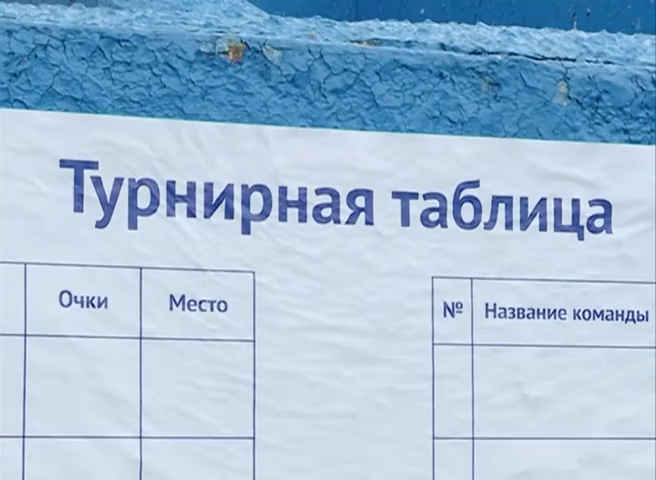 Турнирная таблица
Очки Место
№ Название команды